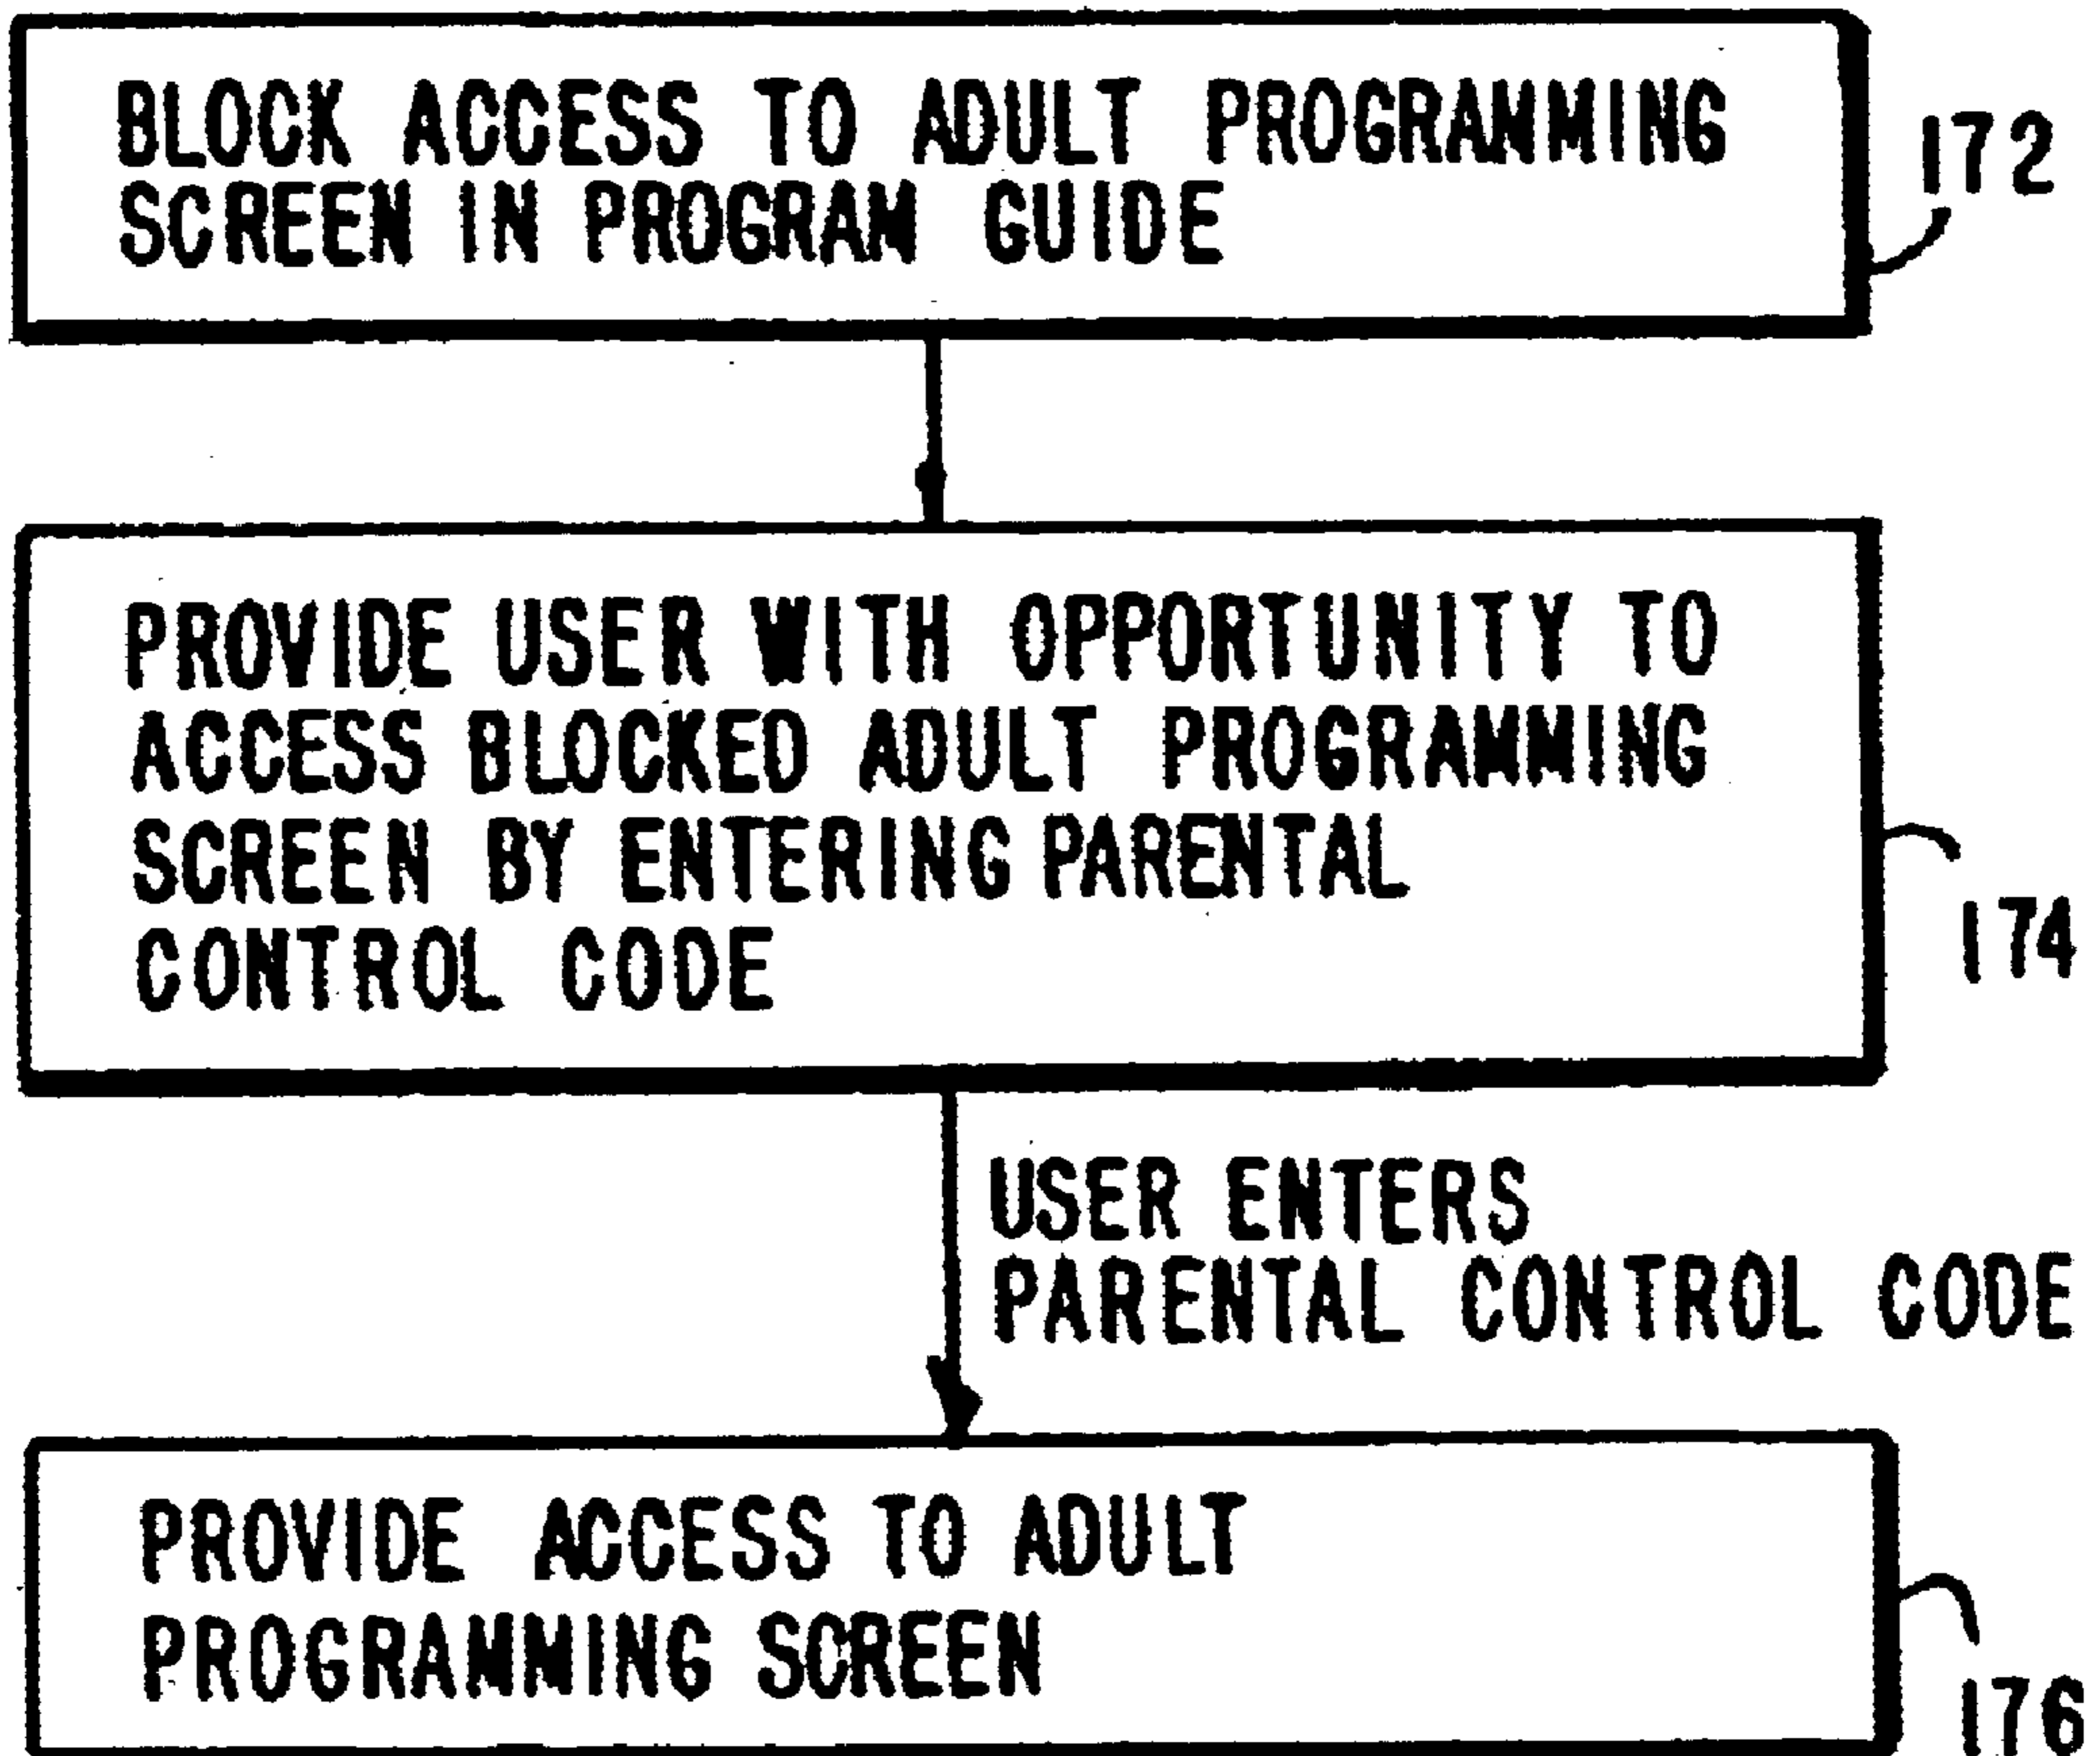 BLOCK ACCESS TO ADULT PROGRAMMING
SCREEN IN PROGRAM GUIDE
172
PROVIDE USER WITH OPPORTUNITY TO
ACCESS BLOCKED ADULT PROGRAMMING
SCREEN BY ENTERING PARENTAL
CONTROL CODE
174
USER ENTERS
PARENTAL CONTROL CODE
PROVIDE ACCESS TO ADULT
PROGRAMMING SCREEN
176